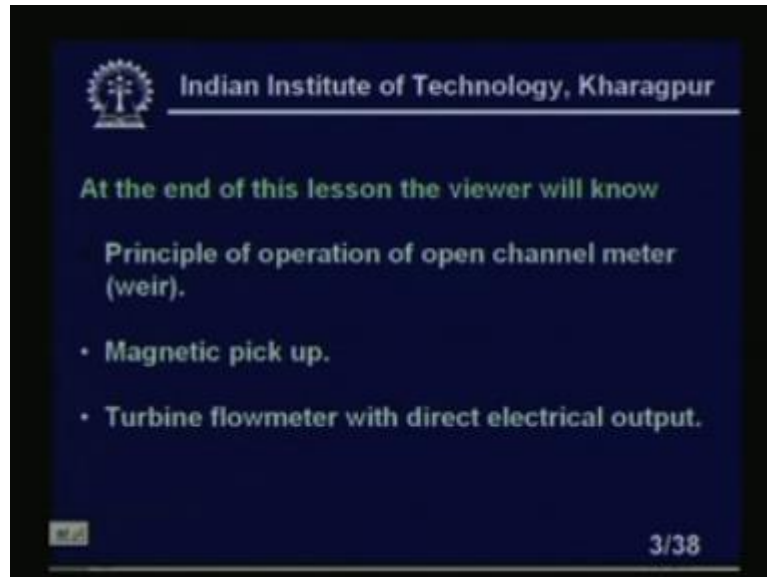 Indian Institute of Technology, Kharagpur
At the end of this lesson the viewer will know
Principle of operation of open channel meter
(weir).
• Magnetic pick up.
• Turbine flowmeter with direct electrical output.
3/38